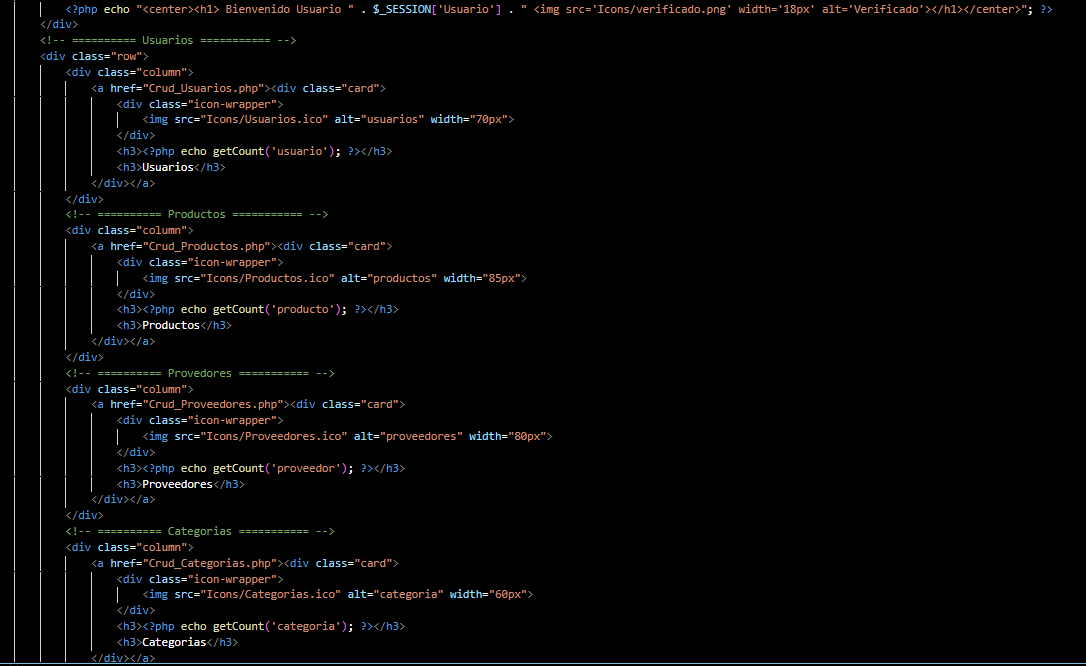 <?php echo "<center><h1> Bienvenido Usuario " . $_SESSION['Usuario'] . " <img src='Icons/verificado.png' width='18px' alt='Verificado'></h1></center>"; ?>
</div>
<!-- ========== Usuarios =========== -->
<div class="row">
<div class="column">
<a href="Crud_Usuarios.php"><div class="card">
<div class="icon-wrapper">
<img src="Icons/Usuarios.ico" alt="usuarios" width="70px">
</div>
<h3><?php echo getCount('usuario'); ?></h3>
<h3>Usuarios</h3>
</div></a>
</div>
<!-- ========== Productos =========== -->
<div class="column">
<a href="Crud_Productos.php"><div class="card">
<div class="icon-wrapper">
<img src="Icons/Productos.ico" alt="productos" width="85px">
</div>
<h3><?php echo getCount('producto'); ?></h3>
<h3>Productos</h3>
</div></a>
</div>
<!-- ========== Provedores =========== -->
<div class="column">
<a href="Crud_Proveedores.php"><div class="card">
<div class="icon-wrapper">
<img src="Icons/Proveedores.ico" alt="proveedores" width="80px">
</div>
<h3><?php echo getCount('proveedor'); ?></h3>
<h3>Proveedores</h3>
</div></a>
</div>
<!-- ========== Categorias =========== -->
<div class="column">
<a href="Crud_Categorias.php"><div class="card">
<div class="icon-wrapper">
<img src="Icons/Categorias.ico" alt="categoria" width="60px">
</div>
<h3><?php echo getCount('categoria'); ?></h3>
<h3>Categorias</h3>
</div></a>